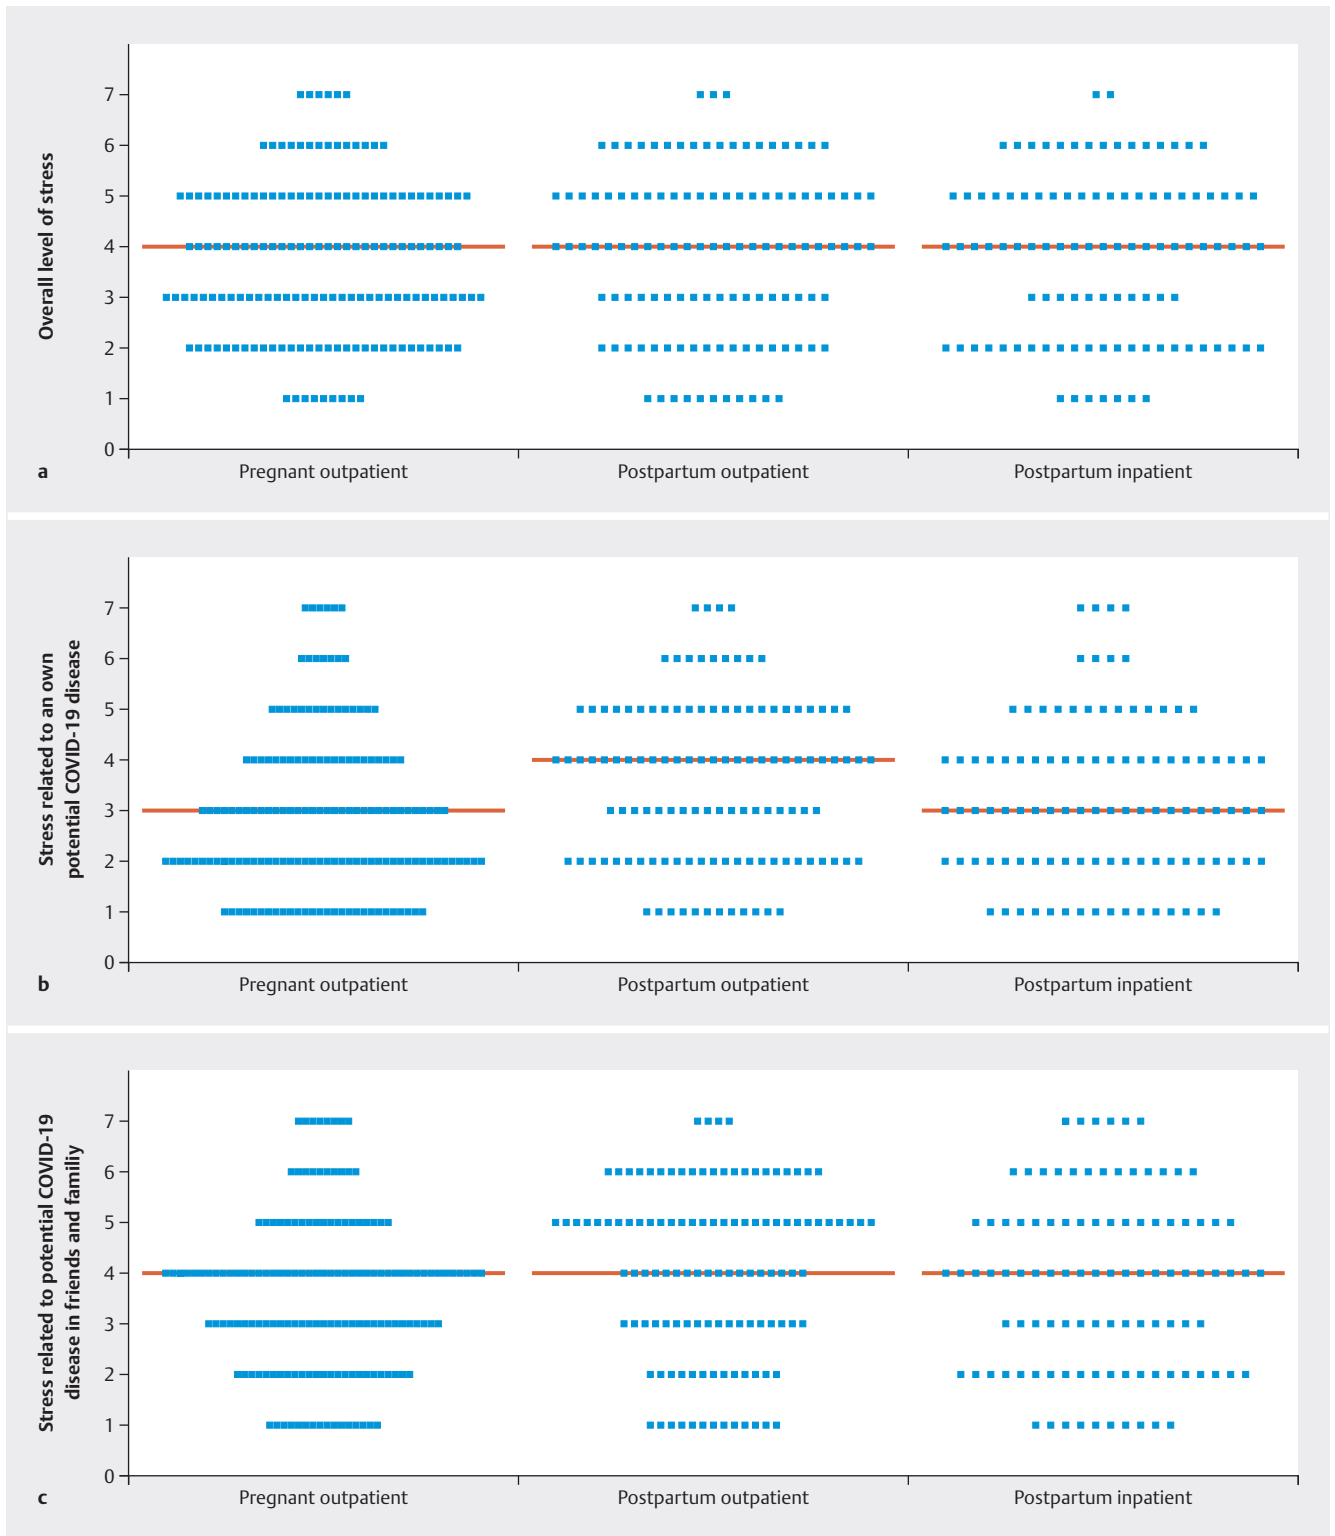 Overall level of stress
7
6
5
4
3
2
1
0
Pregnant outpatient
Postpartum outpatient
Postpartum inpatient
a
Stress related to an own
potential COVID-19 disease
7
6
5
4
3
2
1
0
Pregnant outpatient
Postpartum outpatient
Postpartum inpatient
b
Stress related to potential COVID-19
disease in friends and familiy
7
6
5
4
3
2
1
0
Pregnant outpatient
Postpartum outpatient
Postpartum inpatient
c